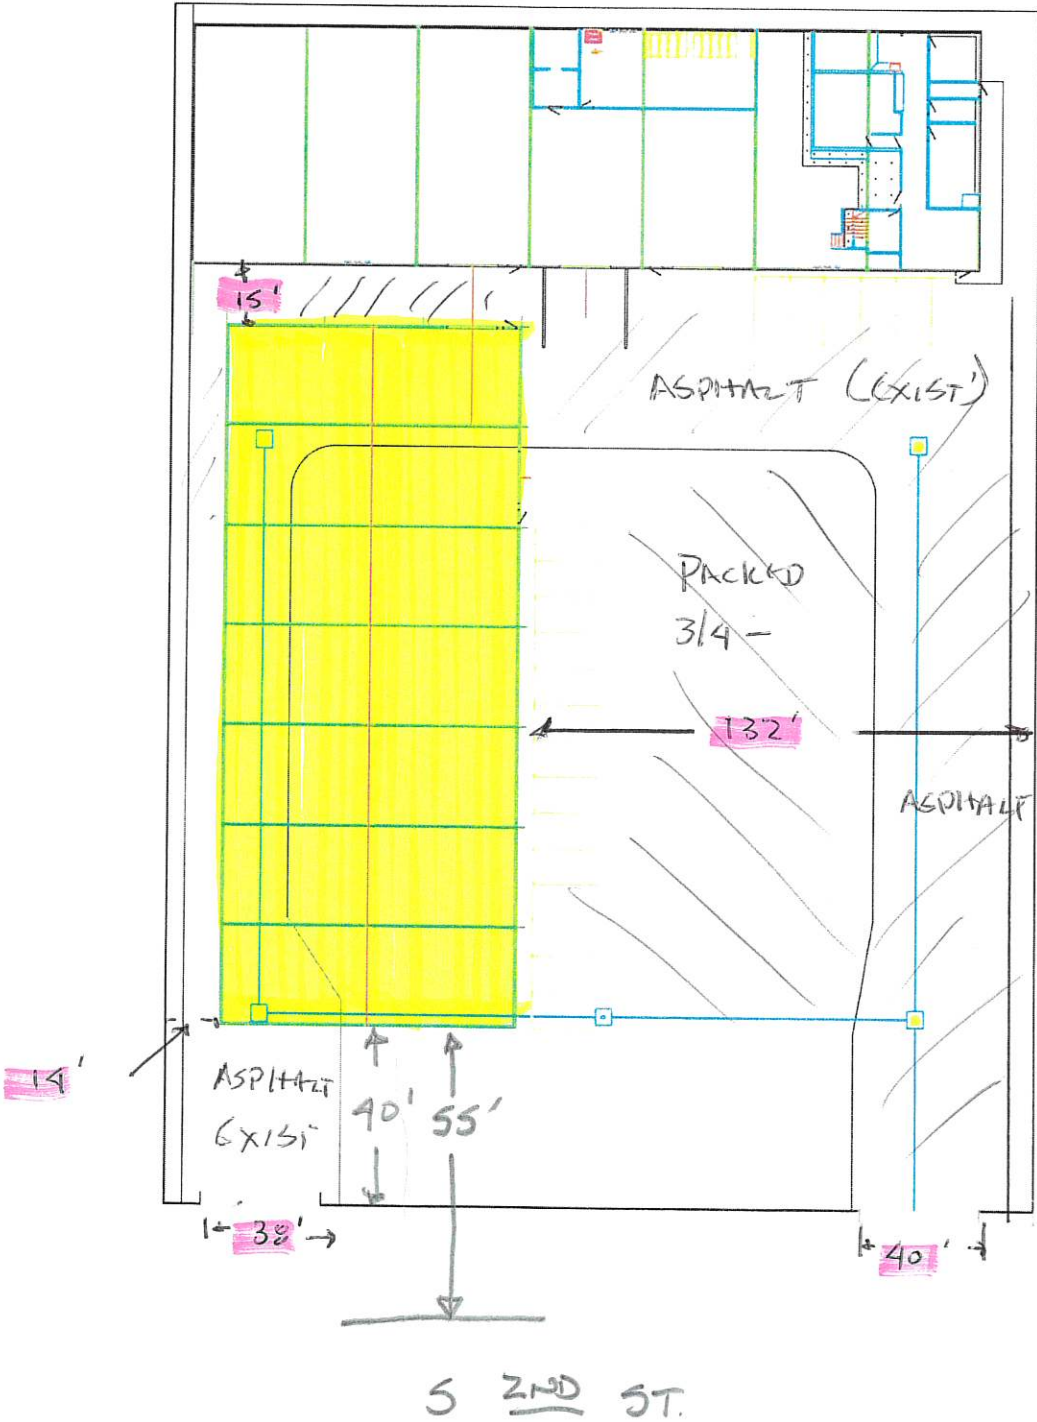 15'
ASPHALT (EXIST')
PACKED
3/4 -
132'
ASPHALT
14'
ASPHALT
EXIST
40' 55'
38'
40'
S 2ND ST.